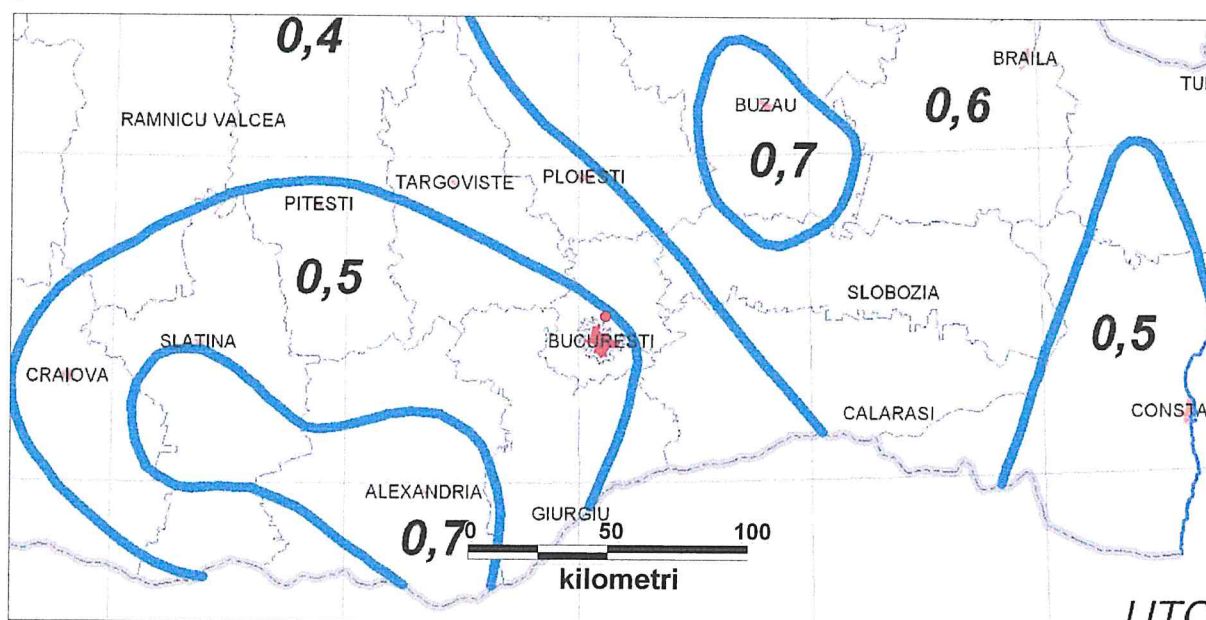 0,4
BRAILA
TU
BUZAU
0,6
RAMNICU VALCEA
0,7
TARGOVISTE
PLOIESTI
PITESTI
0,5
SLOBOZIA
SLATINA
BUCURESTI
0,5
CRAIOVA
CALARASI
CONSTA
ALEXANDRIA
GIURGIU
0,7
0 50 100
kilometri